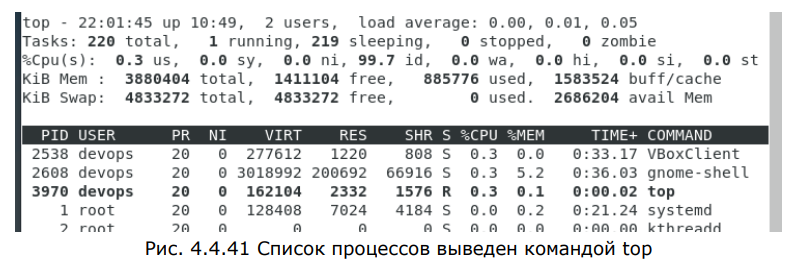 top - 22:01:45 up 10:49,  2 users,  load average: 0.00, 0.01, 0.05
Tasks: 220 total,   1 running, 219 sleeping,   0 stopped,   0 zombie
%Cpu(s):  0.3 us,  0.0 sy,  0.0 ni, 99.7 id,  0.0 wa,  0.0 hi,  0.0 si,  0.0 st
KiB Mem :  3880404 total,  1411104 free,   885776 used,  1583524 buff/cache
KiB Swap:  4833272 total,  4833272 free,        0 used.  2686204 avail Mem
PID USER PR NI VIRT RES SHR S %CPU %MEM TIME+ COMMAND
2538 devops 20 0 277612 1220 808 S 0.3 0.0 0:33.17 VBoxClient
2608 devops 20 0 3018992 200692 66916 S 0.3 5.2 0:36.03 gnome-shell
3970 devops 20 0 162104 2332 1576 R 0.3 0.1 0:00.02 top
1 root 20 0 128408 7024 4184 S 0.0 0.2 0:21.24 systemd
2 root 20 0 0 0 0 S 0.0 0.0 0:00.00 kthreadd
Рис. 4.4.41 Список процессов выведен командой top